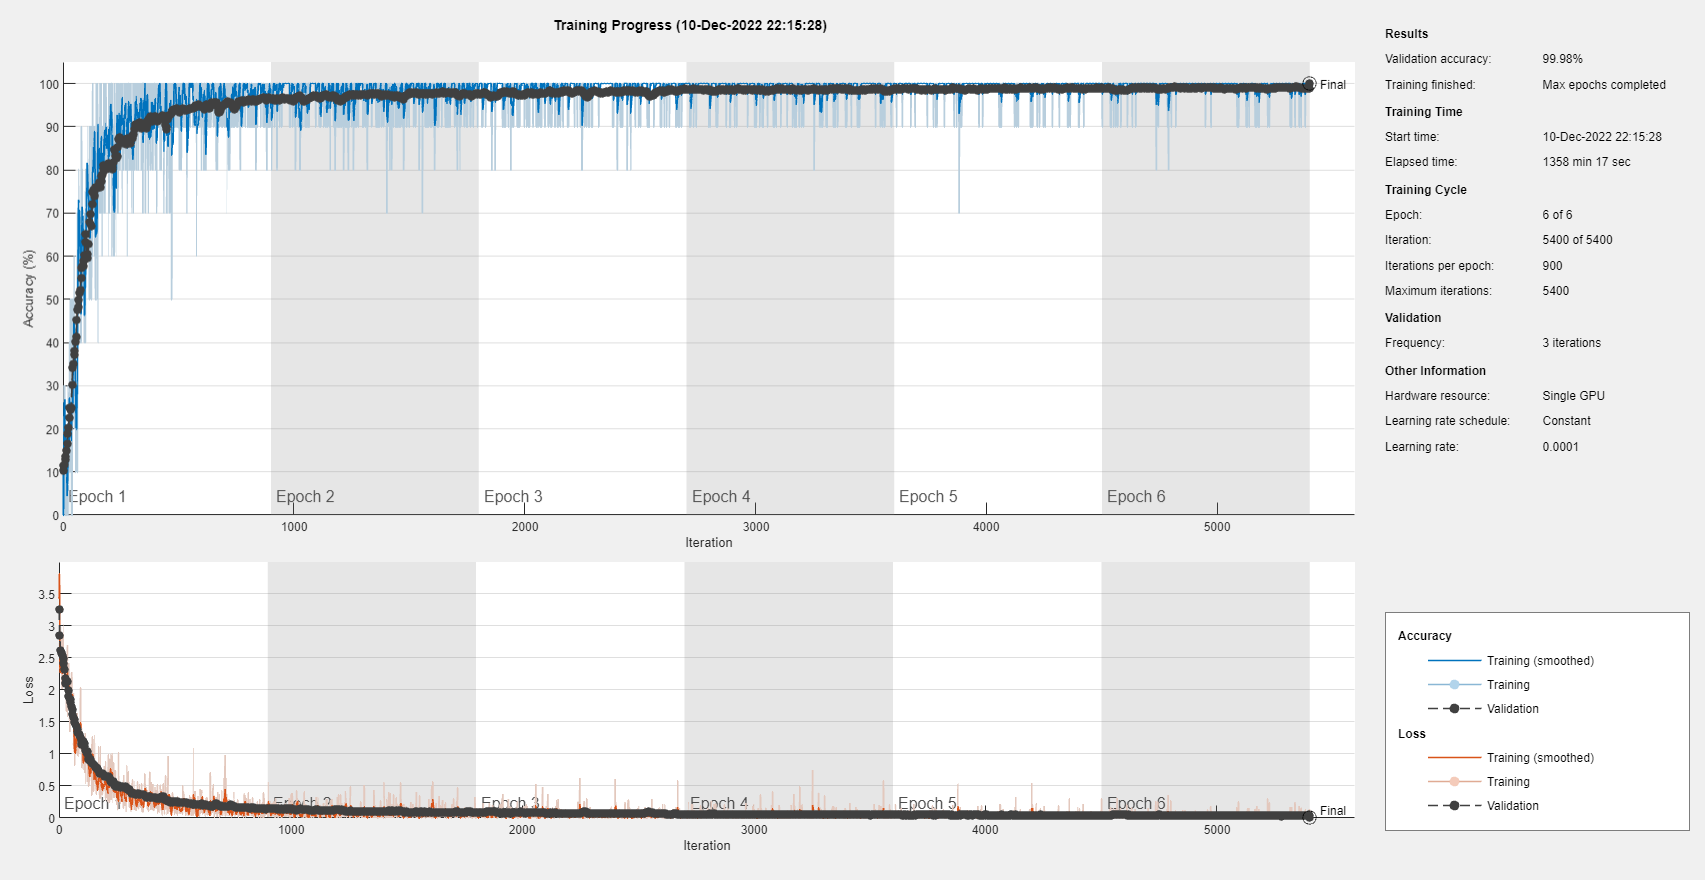 Training Progress (10-Dec-2022 22:15:28)
Accuracy (%)
100
90
80
70
60
50
40
30
20
10
0
Epoch 1
Epoch 2
Epoch 3
Epoch 4
Epoch 5
Epoch 6
Final
0
1000
2000
3000
4000
5000
Iteration
Loss
3.5
3
2.5
2
1.5
1
0.5
0
Epoch
Epoch 2
Epoch 3
Epoch 4
Epoch 5
Epoch 6
Final
0
1000
2000
3000
4000
5000
Iteration
Results
Validation accuracy: 99.98%
Training finished: Max epochs completed
Training Time
Start time: 10-Dec-2022 22:15:28
Elapsed time: 1358 min 17 sec
Training Cycle
Epoch: 6 of 6
Iteration: 5400 of 5400
Iterations per epoch: 900
Maximum iterations: 5400
Validation
Frequency: 3 iterations
Other Information
Hardware resource: Single GPU
Learning rate schedule: Constant
Learning rate: 0.0001
Accuracy
Training (smoothed)
Training
Validation
Loss
Training (smoothed)
Training
Validation